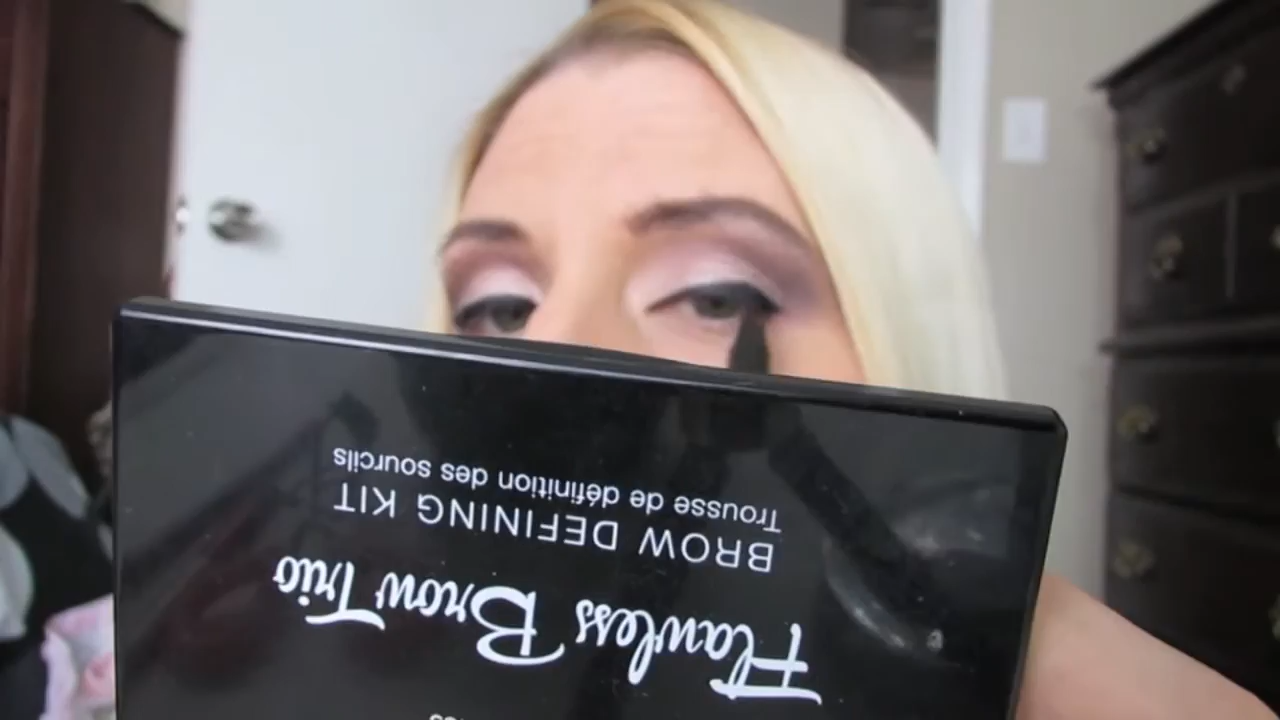 Flawless Brow Trio
BROW DEFINING KIT
Trousse de définition des sourcils